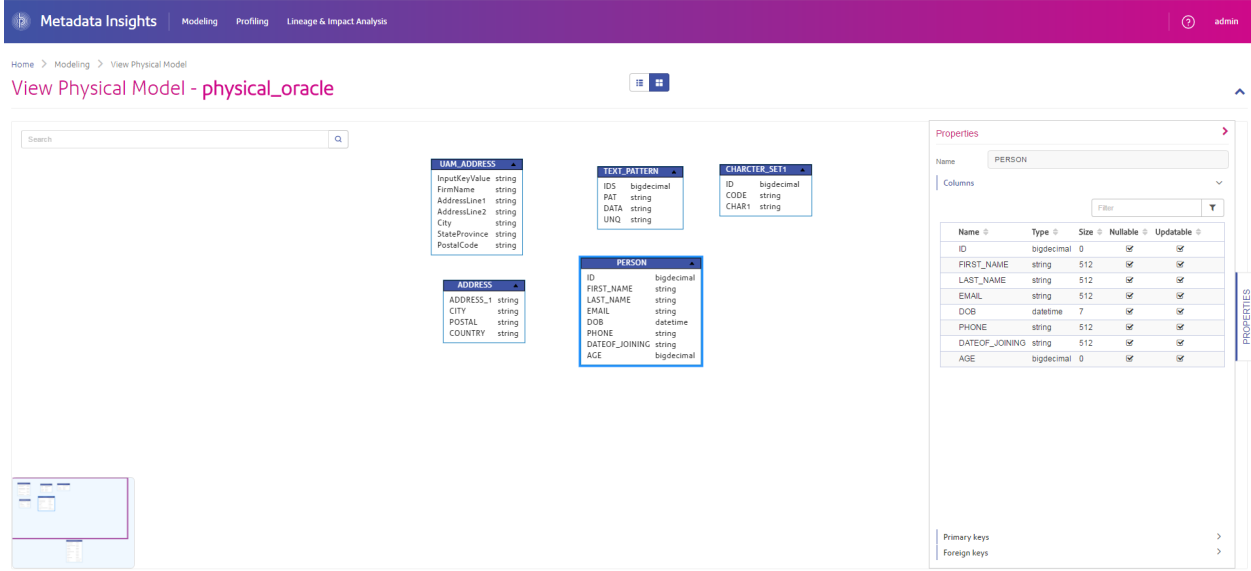 Metadata Insights Modeling Profiling Lineage & Impact Analysis ? admin
Home > Modeling > View Physical Model
View Physical Model - physical_oracle
Search
UAM_ADDRESS
InputKeyValue string
FirmName string
AddressLine1 string
AddressLine2 string
City string
StateProvince string
PostalCode string
TEXT_PATTERN
IDS bigdecimal
PAT string
DATA string
UNQ string
CHARCTER_SET1
ID bigdecimal
CODE string
CHAR1 string
ADDRESS
ADDRESS_1 string
CITY string
POSTAL string
COUNTRY string
PERSON
ID bigdecimal
FIRST_NAME string
LAST_NAME string
EMAIL string
DOB datetime
PHONE string
DATEOF_JOINING string
AGE bigdecimal
Properties
Name PERSON
Columns
Filter
Name Type Size Nullable Updatable
ID bigdecimal 0
FIRST_NAME string 512
LAST_NAME string 512
EMAIL string 512
DOB datetime 7
PHONE string 512
DATEOF_JOINING string 512
AGE bigdecimal 0
Primary keys
Foreign keys
PROPERTIES